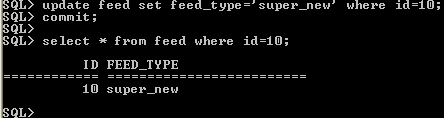 SQL> update feed set feed_type='super_new' where id=10;
SQL> commit;
SQL>
SQL> select * from feed where id=10;
ID FEED_TYPE
============ =========================
10 super_new
SQL>